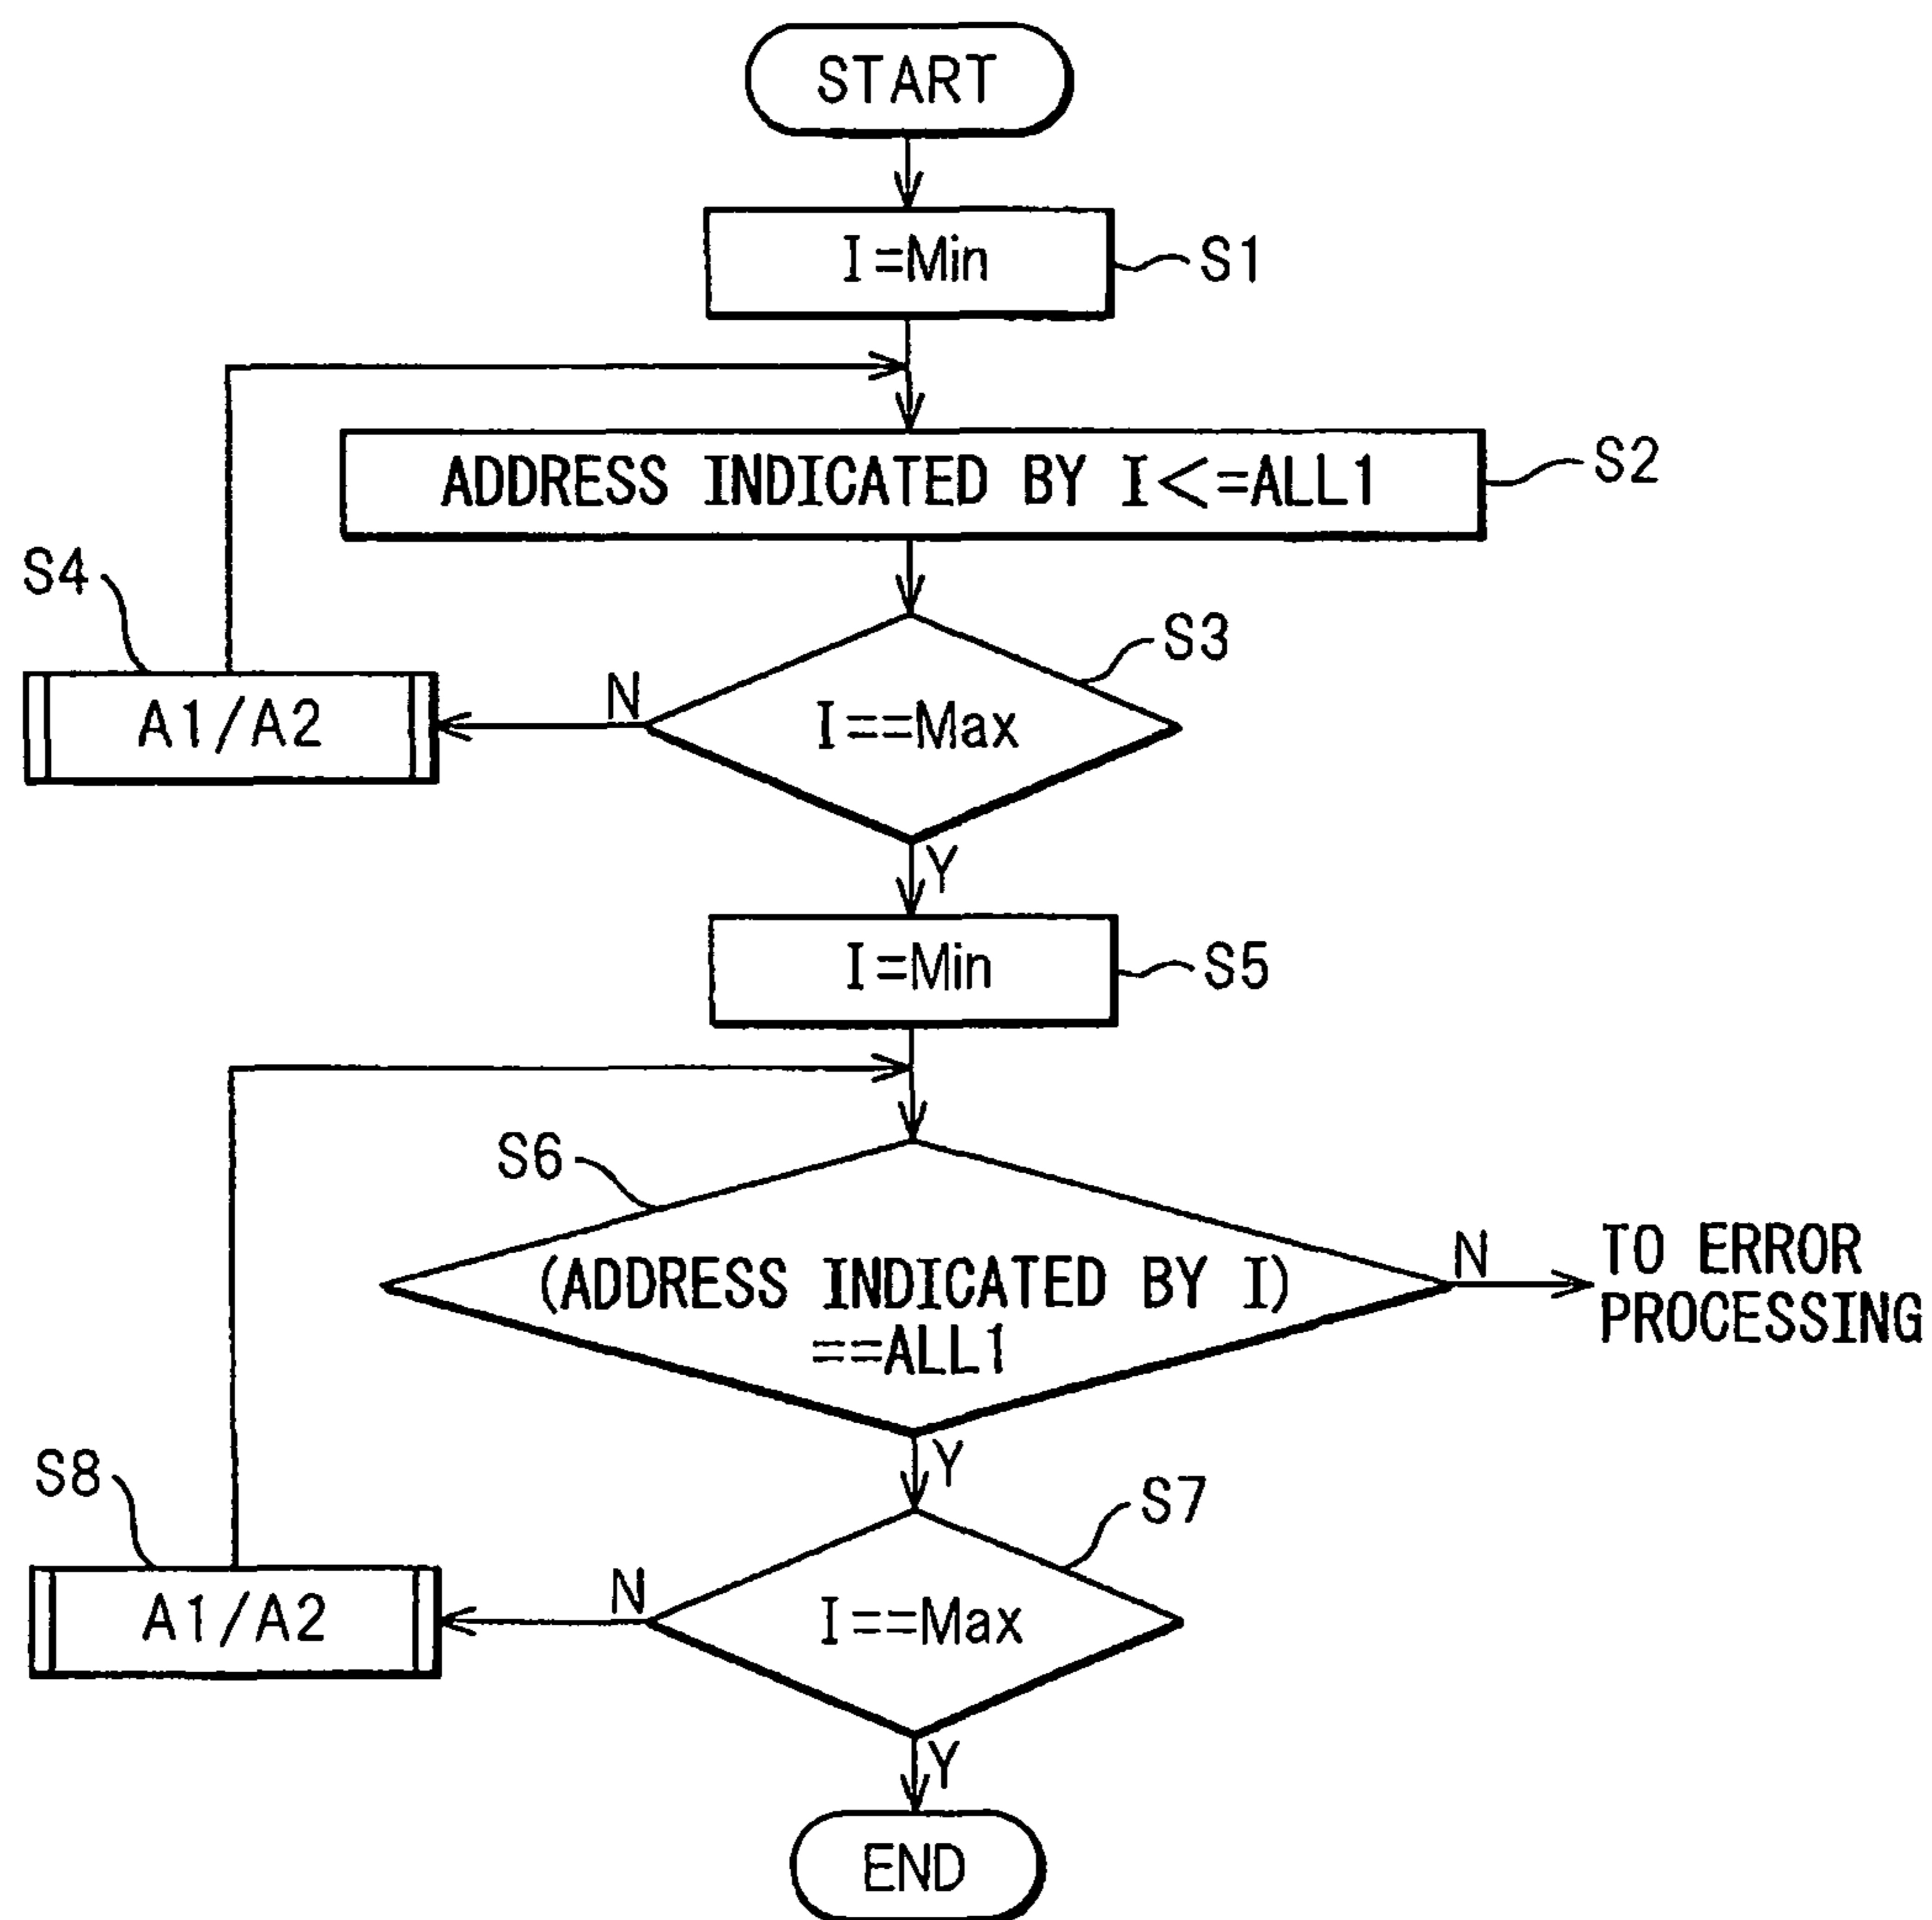 START
I=Min
S1
ADDRESS INDICATED BY I<=ALL1
S2
S4
S3
A1/A2
N
I==Max
Y
I=Min
S5
S6
(ADDRESS INDICATED BY I)
==ALL1
N
TO ERROR
PROCESSING
Y
S8
S7
A1/A2
N
I==Max
Y
END